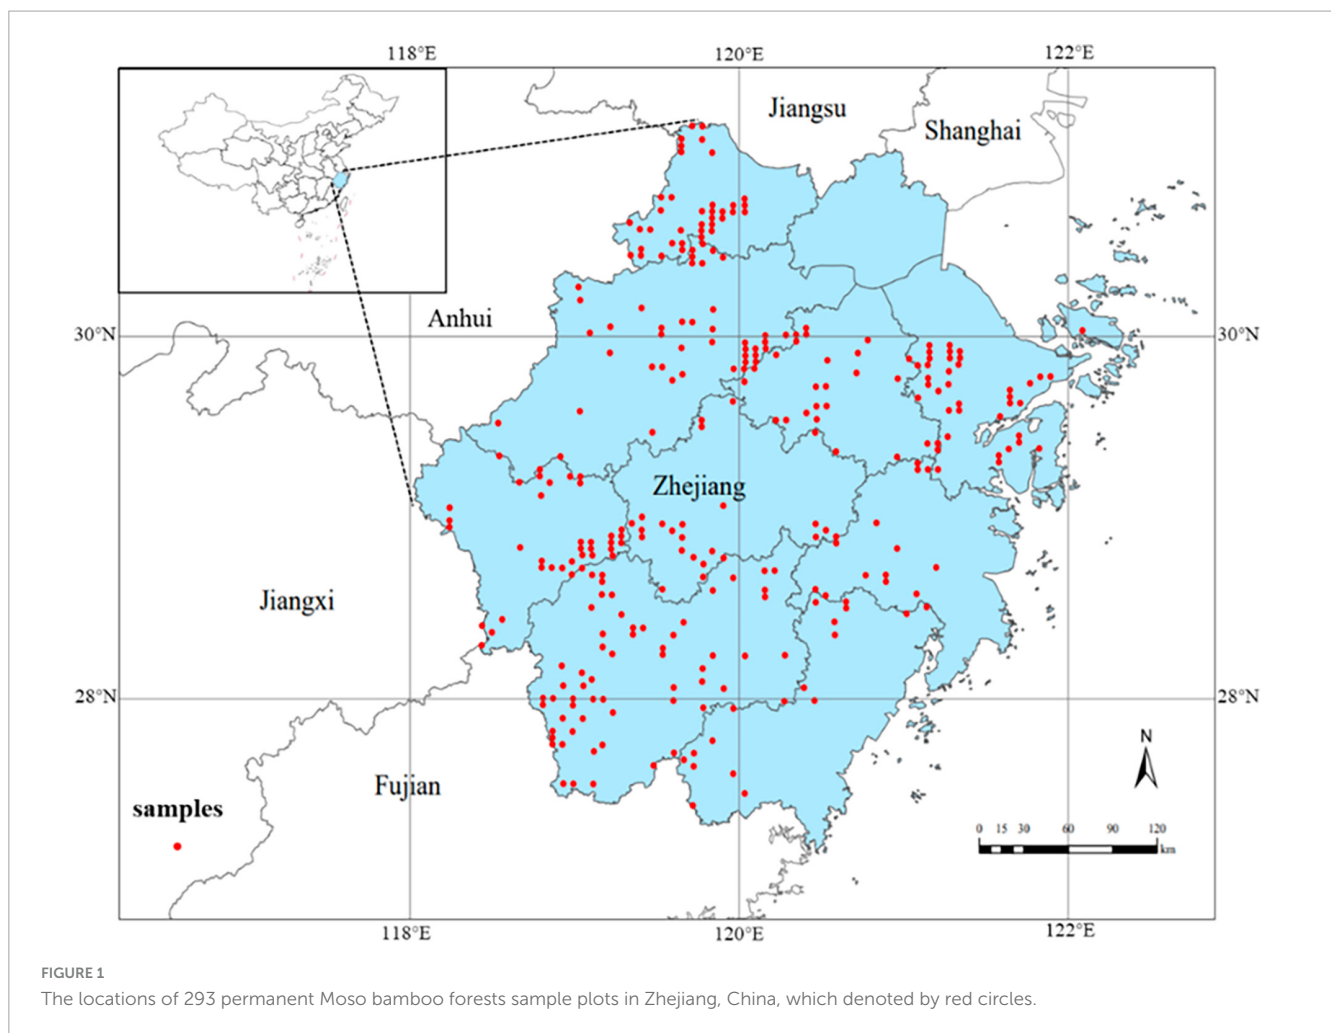 118°E
120°E
122°E
Jiangsu
Shanghai
Anhui
30°N
30°N
Zhejiang
Jiangxi
28°N
28°N
N
Fujian
samples
0 15 30 60 90 120
km
118°E
120°E
122°E
FIGURE 1
The locations of 293 permanent Moso bamboo forests sample plots in Zhejiang, China, which denoted by red circles.